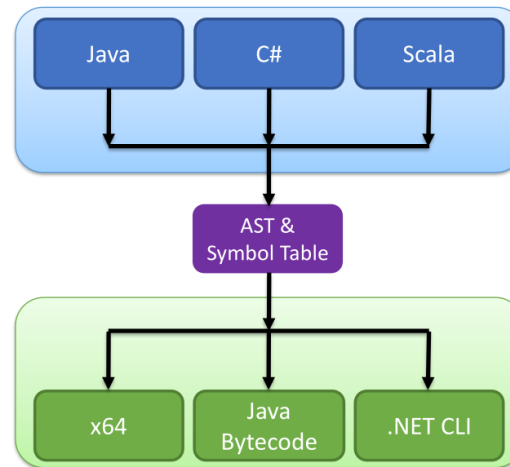 Java
C#
Scala
AST &
Symbol Table
x64
Java
Bytecode
.NET CLI